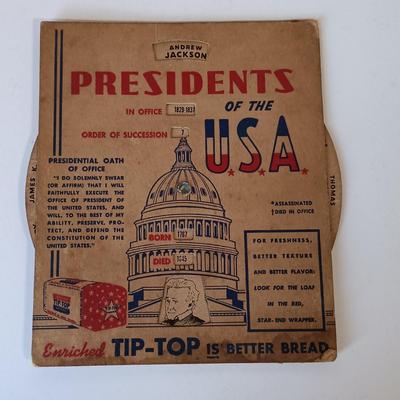 ANDREW
JACKSON
PRESIDENTS
OF THE
U.S.A.
IN OFFICE 1829-1837
ORDER OF SUCCESSION 7
PRESIDENTIAL OATH
OF OFFICE
"I DO SOLEMNLY SWEAR
(OR AFFIRM) THAT I WILL
FAITHFULLY EXECUTE THE
OFFICE OF PRESIDENT OF
THE UNITED STATES, AND
WILL, TO THE BEST OF MY
ABILITY, PRESERVE, PRO-
TECT, AND DEFEND THE
CONSTITUTION OF THE
UNITED STATES."
JAMES K.
THOMAS
*ASSASSINATED
†DIED IN OFFICE
BORN 1767
DIED 1845
FOR FRESHNESS,
BETTER TEXTURE
AND BETTER FLAVOR:
LOOK FOR THE LOAF
IN THE RED,
STAR-END WRAPPER.
TIP-TOP
Enriched TIP-TOP IS BETTER BREAD